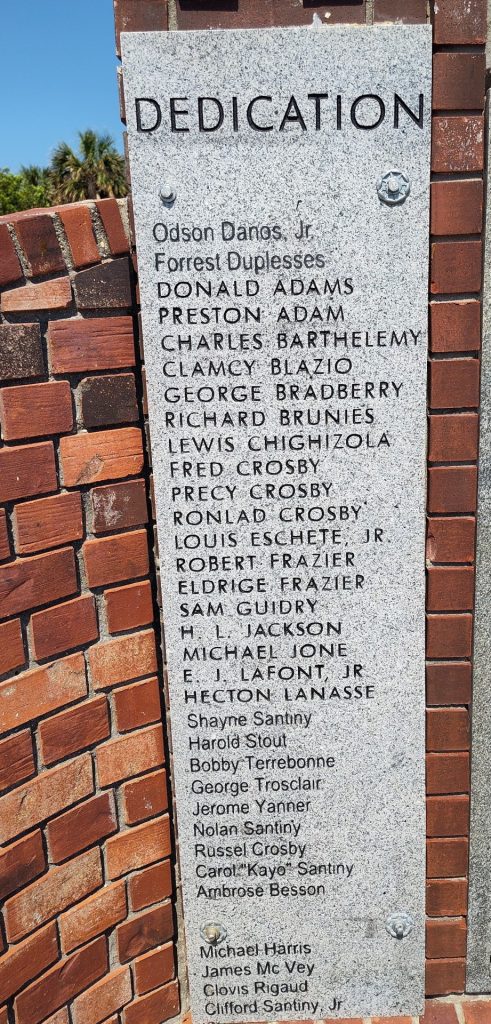 DEDICATION
Odson Danos, Jr
Forrest Duplesses
DONALD ADAMS
PRESTON ADAM
CHARLES BARTHELEMY
CLAMCY BLAZIO
GEORGE BRADBERRY
RICHARD BRUNIES
LEWIS CHIGHIZOLA
FRED CROSBY
PRECY CROSBY
RONLAD CROSBY
LOUIS ESCHETE, JR
ROBERT FRAZIER
ELDRIGE FRAZIER
SAM GUIDRY
H. L. JACKSON
MICHAEL JONE
E. J. LAFONT, JR
HECTON LANASSE
Shayne Santiny
Harold Stout
Bobby Terrebonne
George Trosclair
Jerome Yanner
Nolan Santiny
Russel Crosby
Carol "Kayo" Santiny
Ambrose Besson
Michael Harris
James Mc Vey
Clovis Rigaud
Clifford Santiny, Jr